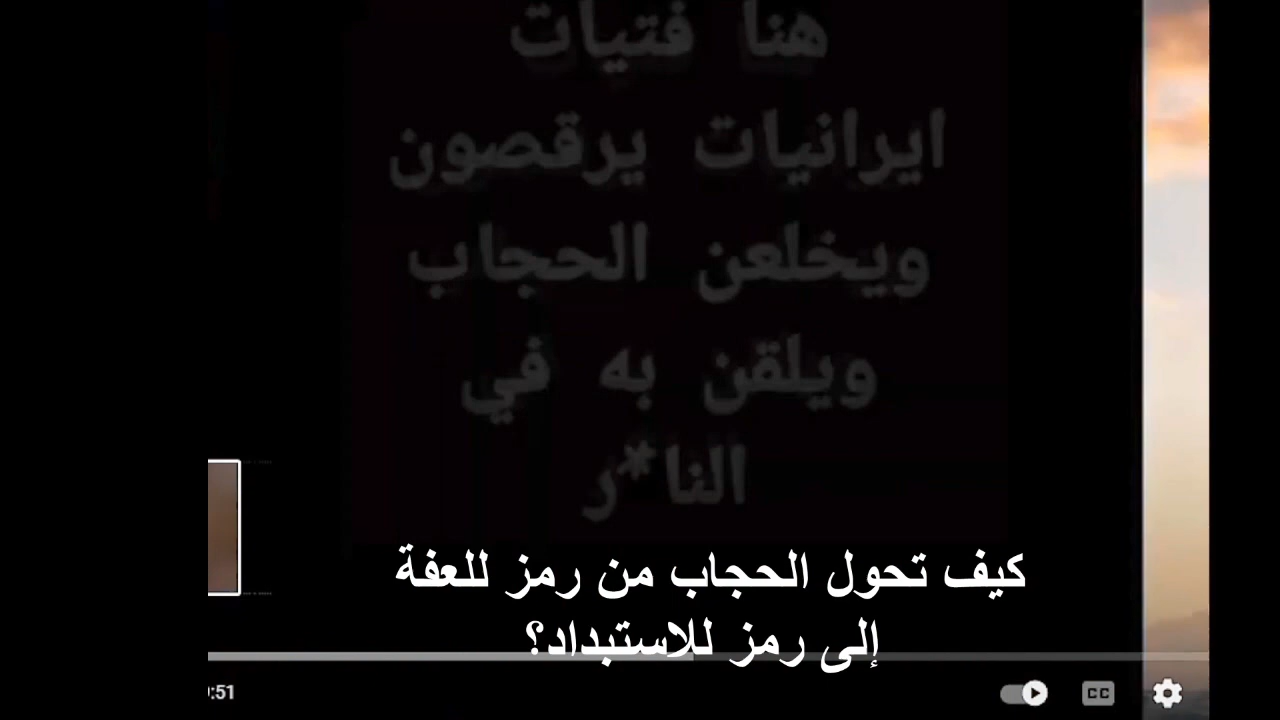 هنا فتيات
ايرانيات يرقصون
ويخلعن الحجاب
ويلقن به في
النا*ر
كيف تحول الحجاب من رمز للعفة
إلى رمز للاستبداد؟
:51
CC